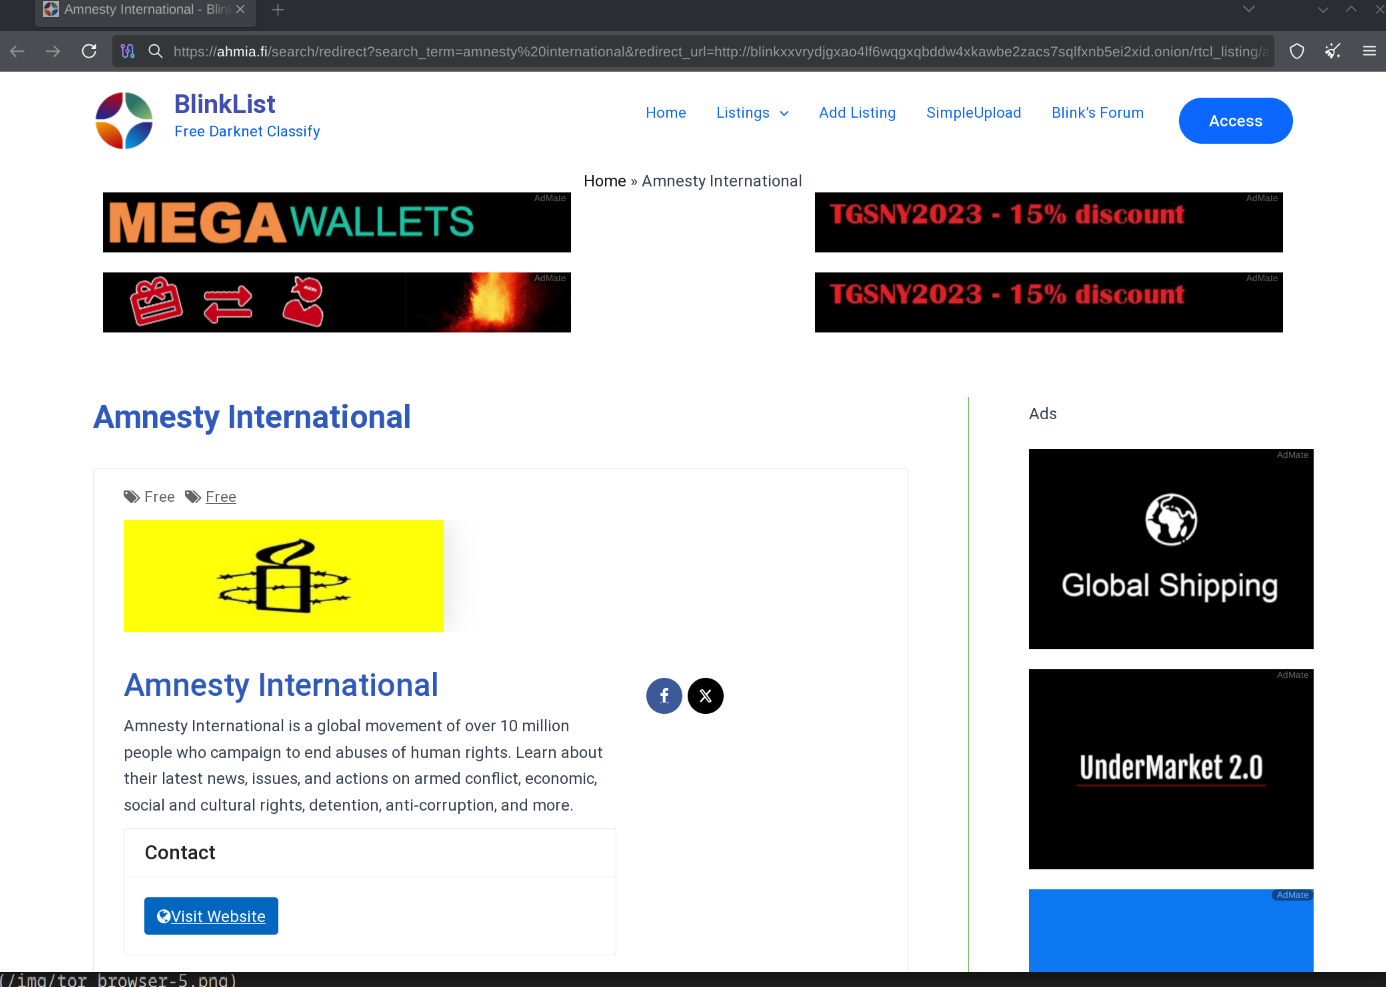 Amnesty International - Blink
https://ahmia.fi/search/redirect?search_term=amnesty%20international&redirect_url=http://blinkxxvrydjgxao4lf6wqgxqbddw4xkawbe2zacs7sqlfxnb5ei2xid.onion/rtcl_listing/a
BlinkList
Free Darknet Classify
Home
Listings
Add Listing
SimpleUpload
Blink’s Forum
Access
Home » Amnesty International
AdMate
MEGA WALLETS
AdMate
TGSNY2023 - 15% discount
AdMate
AdMate
TGSNY2023 - 15% discount
Amnesty International
Free Free
Amnesty International
Amnesty International is a global movement of over 10 million
people who campaign to end abuses of human rights. Learn about
their latest news, issues, and actions on armed conflict, economic,
social and cultural rights, detention, anti-corruption, and more.
Contact
Visit Website
Ads
AdMate
Global Shipping
AdMate
UnderMarket 2.0
AdMate
(/img/tor_browser-5.png)